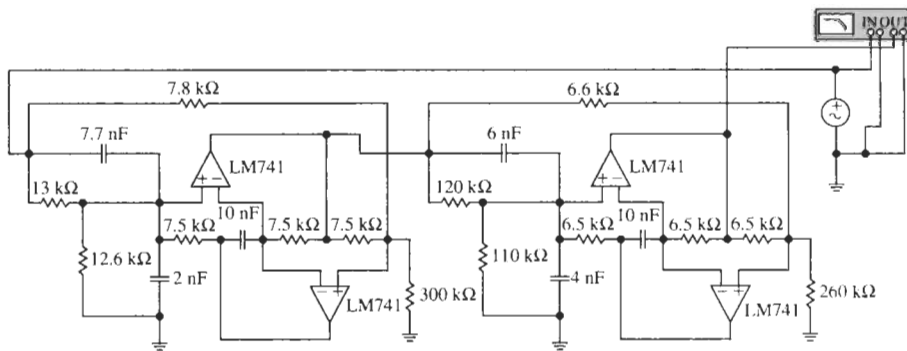 IN OUT
7.8 kΩ
6.6 kΩ
7.7 nF
6 nF
+ −
LM741
+ −
LM741
13 kΩ
120 kΩ
10 nF
10 nF
7.5 kΩ
7.5 kΩ
7.5 kΩ
6.5 kΩ
6.5 kΩ
6.5 kΩ
12.6 kΩ
2 nF
110 kΩ
4 nF
− +
LM741
300 kΩ
− +
LM741
260 kΩ